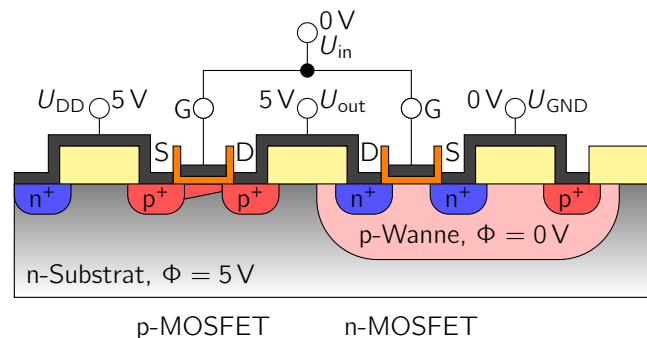 0 V
U_in
U_DD 5 V G 5 V U_out G 0 V U_GND
S D D S
n⁺ p⁺ p⁺ n⁺ n⁺ p⁺
p-Wanne, Φ = 0 V
n-Substrat, Φ = 5 V
p-MOSFET n-MOSFET